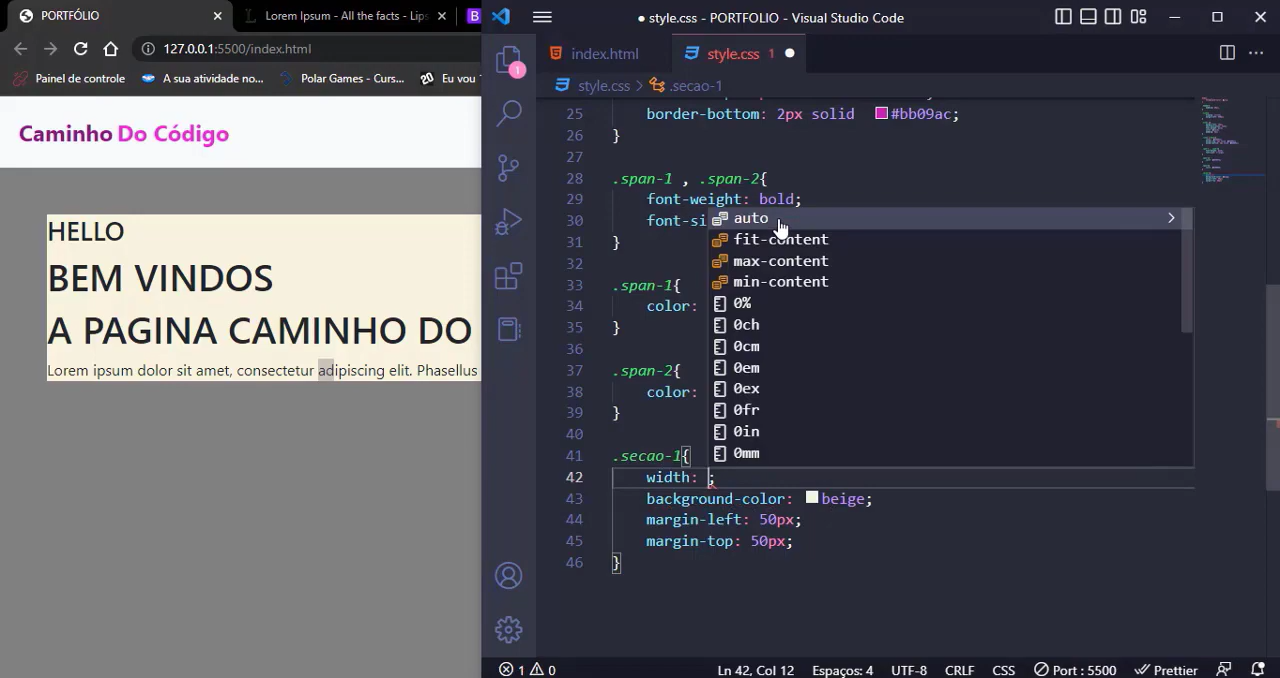 PORTFÓLIO
Lorem Ipsum - All the facts - Lips
B
127.0.0.1:5500/index.html
Painel de controle
A sua atividade no...
Polar Games - Curs...
20 Eu vou
Caminho Do Código
HELLO
BEM VINDOS
A PAGINA CAMINHO DO
Lorem ipsum dolor sit amet, consectetur adipiscing elit. Phasellus
● style.css - PORTFOLIO - Visual Studio Code
1
index.html
style.css 1
style.css > .secao-1
25 border-bottom: 2px solid #bb09ac;
26 }
27
28 .span-1 , .span-2{
29 font-weight: bold;
30 font-si
31 }
32
33 .span-1{
34 color:
35 }
36
37 .span-2{
38 color:
39 }
40
41 .secao-1{
42 width: ;
43 background-color: beige;
44 margin-left: 50px;
45 margin-top: 50px;
46 }
auto
fit-content
max-content
min-content
0%
0ch
0cm
0em
0ex
0fr
0in
0mm
1 0
Ln 42, Col 12
Espaços: 4
UTF-8
CRLF
CSS
Port : 5500
Prettier